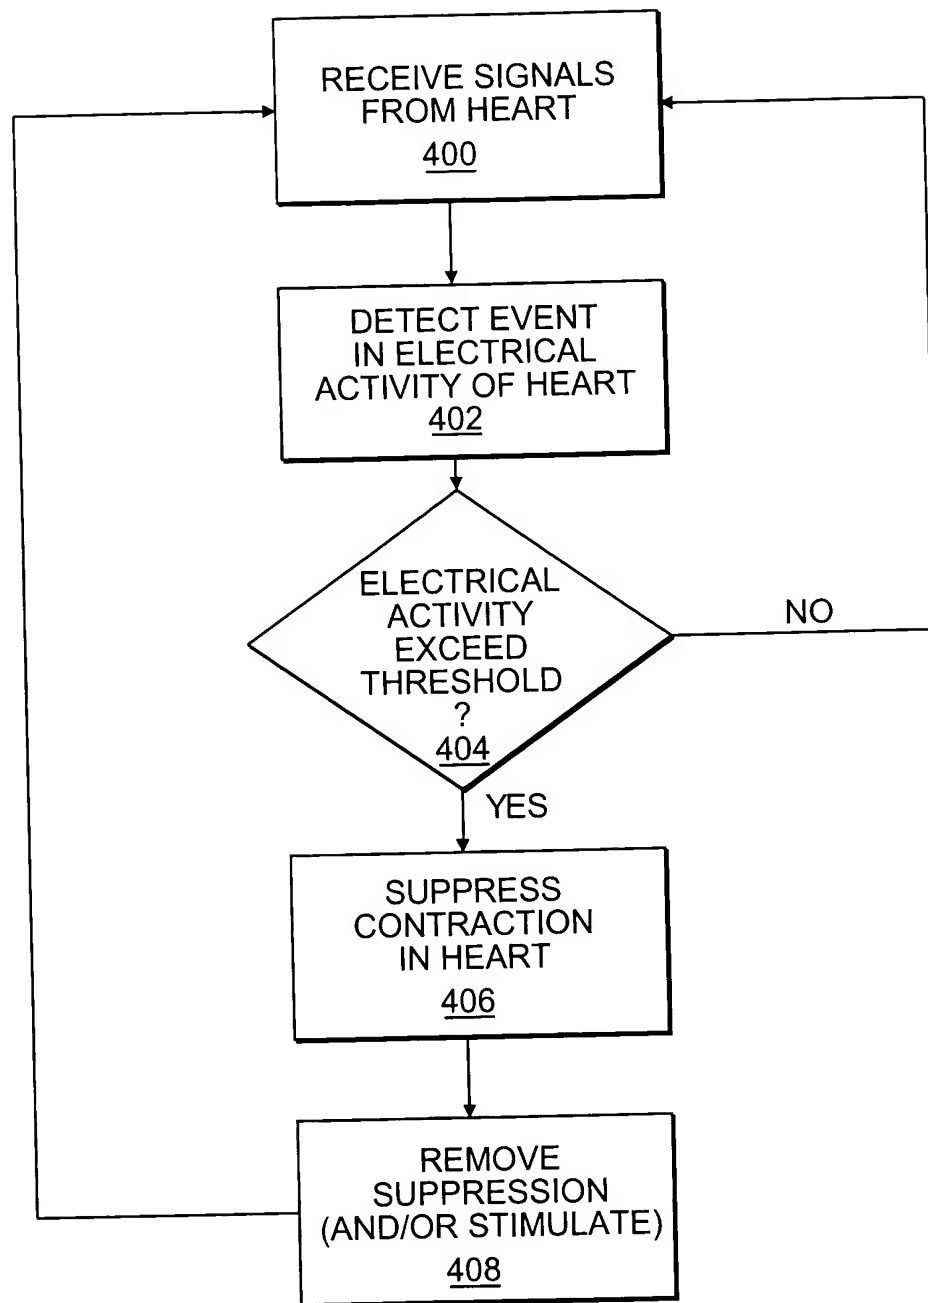 RECEIVE SIGNALS
FROM HEART
400
DETECT EVENT
IN ELECTRICAL
ACTIVITY OF HEART
402
ELECTRICAL
ACTIVITY
EXCEED
THRESHOLD
?
404
NO
YES
SUPPRESS
CONTRACTION
IN HEART
406
REMOVE
SUPPRESSION
(AND/OR STIMULATE)
408